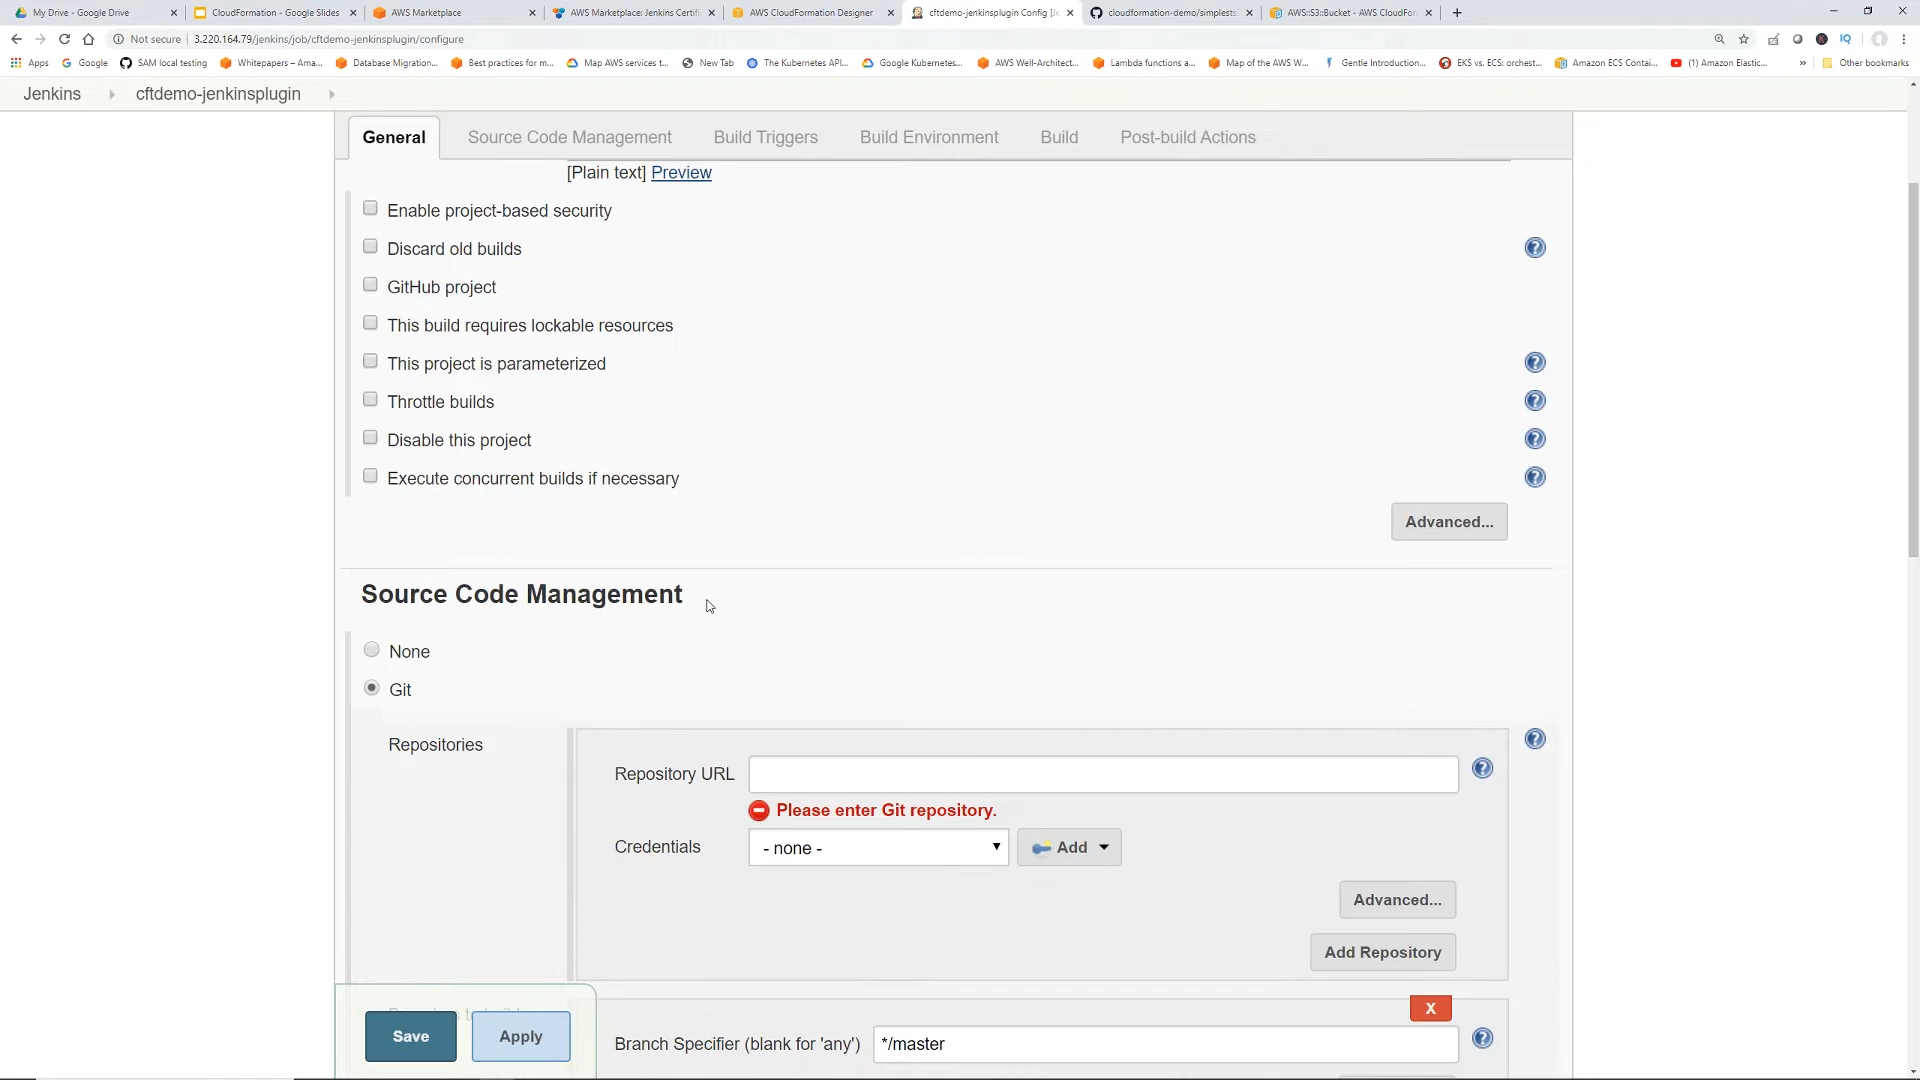 My Drive - Google Drive
CloudFormation - Google Slides
AWS Marketplace
AWS Marketplace: Jenkins Certifi
AWS CloudFormation Designer
cftdemo-jenkinsplugin Config [Je
cloudformation-demo/simplests
AWS::S3::Bucket - AWS CloudFor
Not secure
3.220.164.79/jenkins/job/cftdemo-jenkinsplugin/configure
IQ
Apps
Google
SAM local testing
Whitepapers – Ama...
Database Migration...
Best practices for m...
Map AWS services t...
New Tab
The Kubernetes API...
Google Kubernetes...
AWS Well-Architect...
Lambda functions a...
Map of the AWS W...
Gentle Introduction...
EKS vs. ECS: orchest...
Amazon ECS Contai...
(1) Amazon Elastic...
»
Other bookmarks
Jenkins
cftdemo-jenkinsplugin
General
Source Code Management
Build Triggers
Build Environment
Build
Post-build Actions
[Plain text] Preview
Enable project-based security
Discard old builds
GitHub project
This build requires lockable resources
This project is parameterized
Throttle builds
Disable this project
Execute concurrent builds if necessary
Advanced...
Source Code Management
None
Git
Repositories
Repository URL
Please enter Git repository.
Credentials
- none -
Add
Advanced...
Add Repository
X
Save
Apply
Branch Specifier (blank for 'any')
*/master